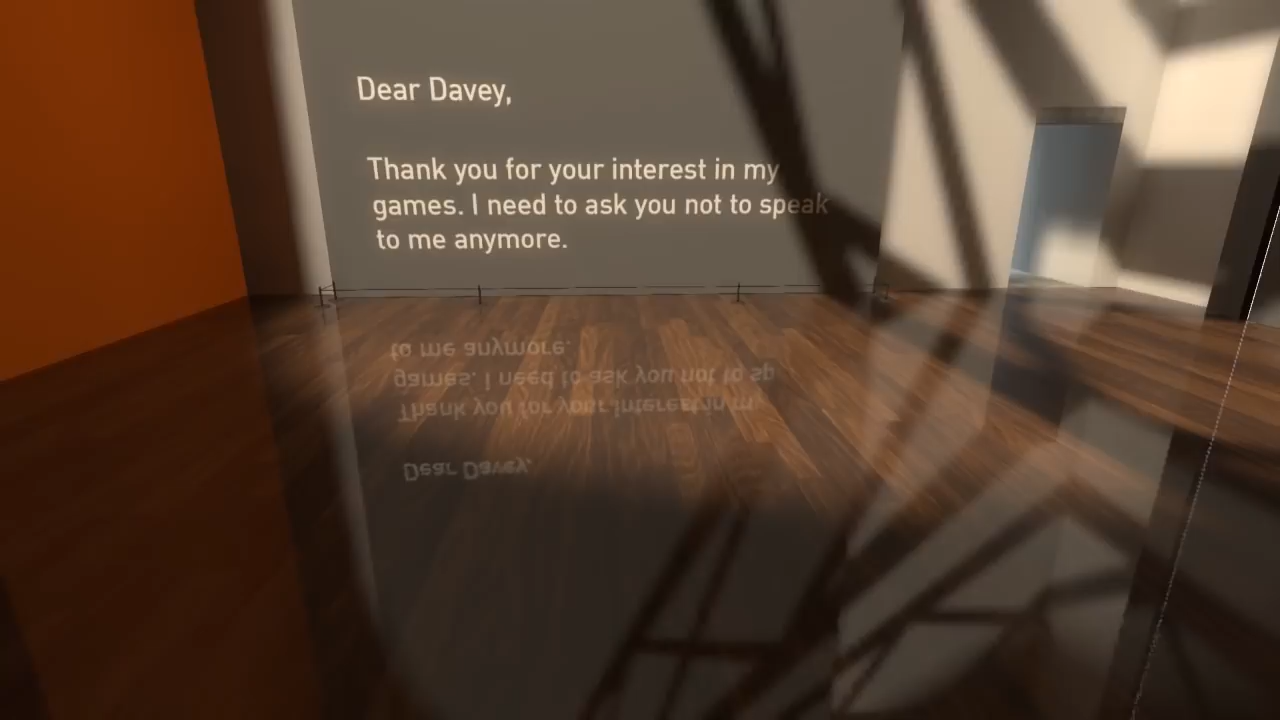 Dear Davey,
Thank you for your interest in my
games. I need to ask you not to speak
to me anymore.